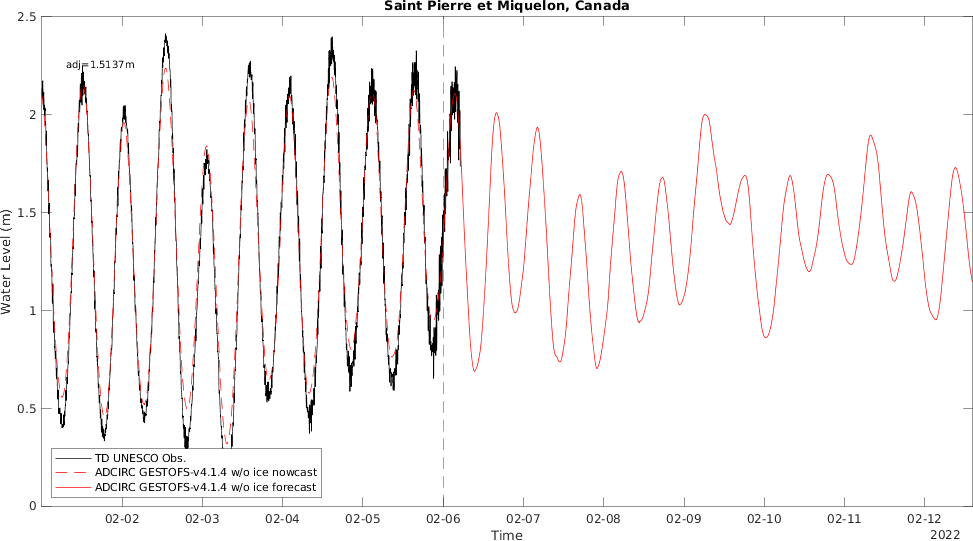 Saint Pierre et Miquelon, Canada
2.5
adj=1.5137m
2
1.5
Water Level (m)
1
0.5
TD UNESCO Obs.
ADCIRC GESTOFS-v4.1.4 w/o ice nowcast
ADCIRC GESTOFS-v4.1.4 w/o ice forecast
0
02-02 02-03 02-04 02-05 02-06 02-07 02-08 02-09 02-10 02-11 02-12
Time
2022